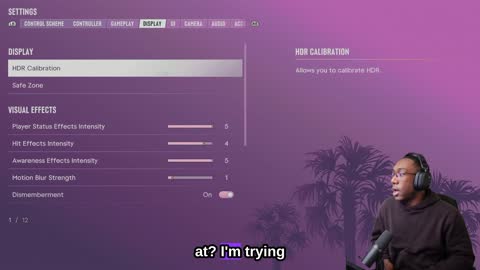 SETTINGS
CONTROL SCHEME CONTROLLER GAMEPLAY DISPLAY UI CAMERA AUDIO
DISPLAY
HDR Calibration
Safe Zone
VISUAL EFFECTS
Player Status Effects Intensity 5
Hit Effects Intensity 4
Awareness Effects Intensity 5
Motion Blur Strength 1
Dismemberment On
1 / 12
HDR CALIBRATION
Allows you to calibrate HDR.
at? I'm trying